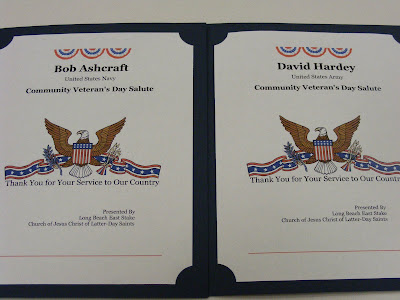 Bob Ashcraft
United States Navy
Community Veteran's Day Salute
Thank You for Your Service to Our Country
Presented By
Long Beach East Stake
Church of Jesus Christ of Latter-Day Saints
David Hardey
United States Army
Community Veteran's Day Salute
Thank You for Your Service to Our Country
Presented By
Long Beach East Stake
Church of Jesus Christ of Latter-Day Saints